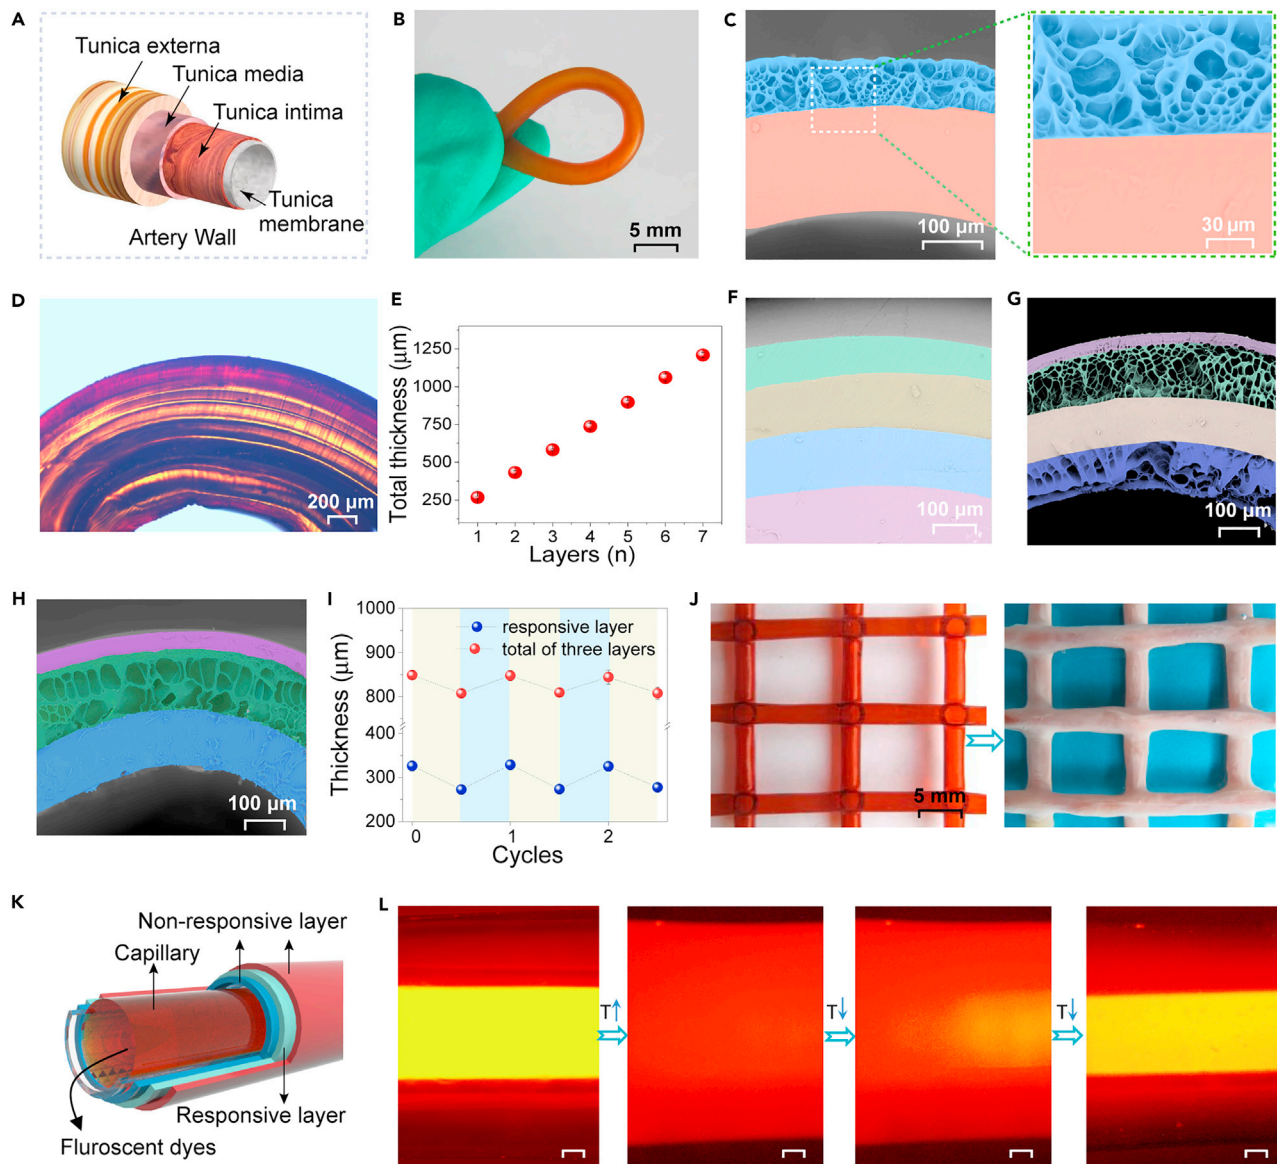 A
Tunica externa
Tunica media
Tunica intima
Tunica
membrane
Artery Wall
B
5 mm
C
100 μm
30 μm
D
200 μm
E
Total thickness (μm)
1250
1000
750
500
250
1 2 3 4 5 6 7
Layers (n)
F
100 μm
G
100 μm
H
100 μm
I
Thickness (μm)
1000
900
800
400
300
200
responsive layer
total of three layers
0 1 2
Cycles
J
5 mm
K
Non-responsive layer
Capillary
Responsive layer
Fluroscent dyes
L
T↑
T↓
T↓